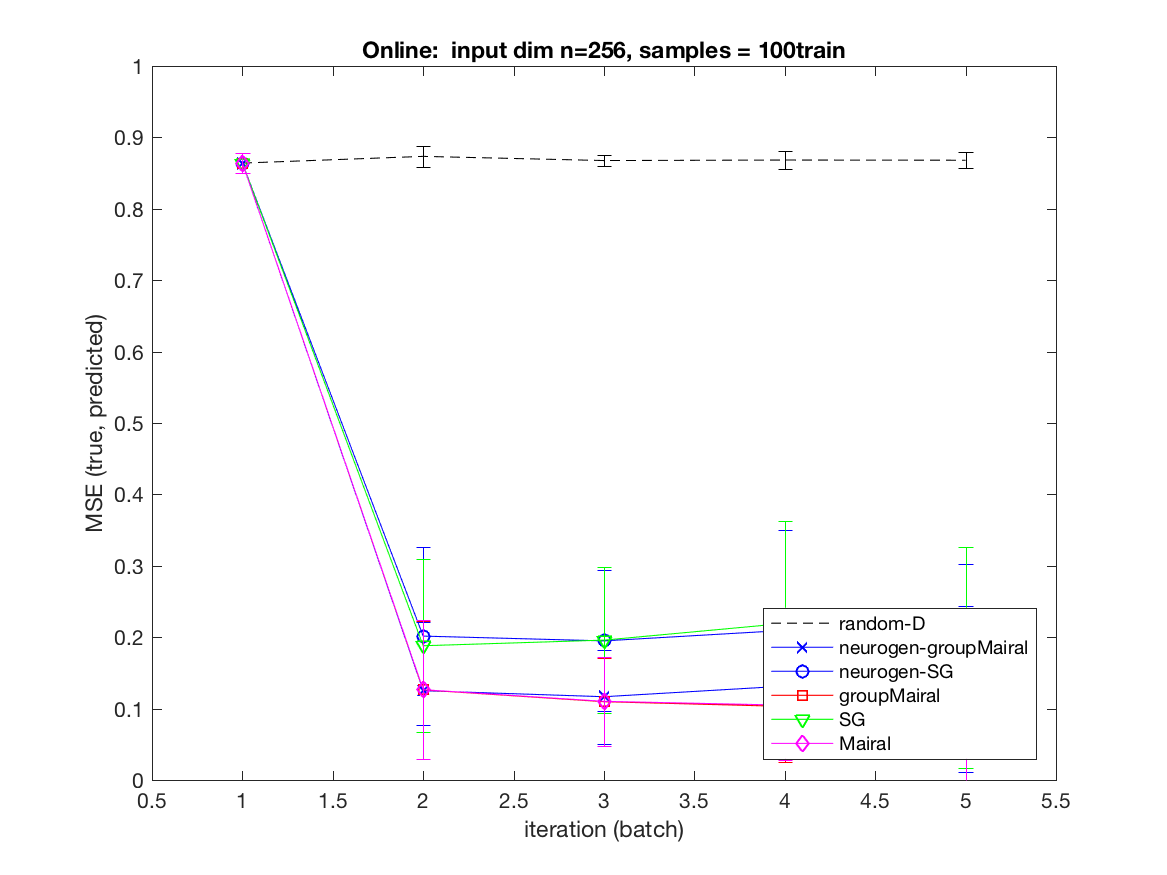 Online: input dim n=256, samples = 100train
1
0.9
0.8
0.7
0.6
0.5
0.4
0.3
0.2
0.1
0
MSE (true, predicted)
random-D
neurogen-groupMairal
neurogen-SG
groupMairal
SG
Mairal
0.5 1 1.5 2 2.5 3 3.5 4 4.5 5 5.5
iteration (batch)